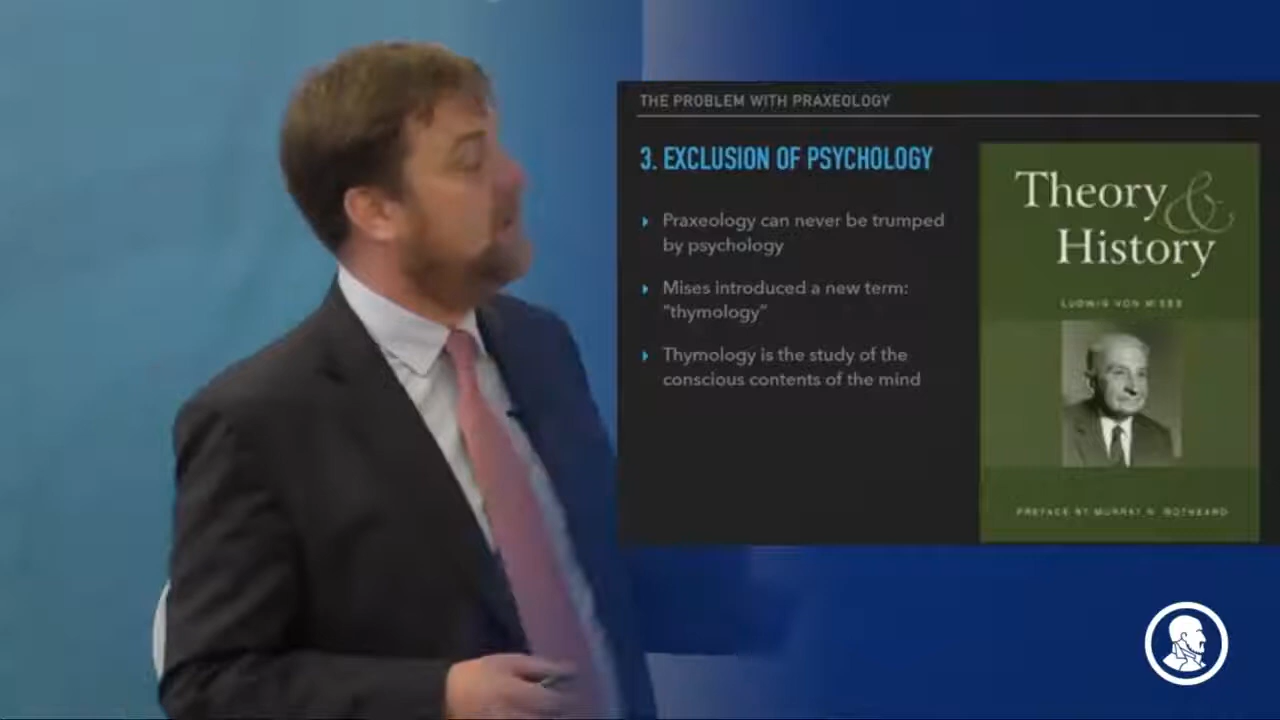 THE PROBLEM WITH PRAXEOLOGY
3. EXCLUSION OF PSYCHOLOGY
Praxeology can never be trumped
by psychology
Mises introduced a new term:
"thymology"
Thymology is the study of the
conscious contents of the mind
Theory &
History
LUDWIG VON MISES
PREFACE BY MURRAY N. ROTHBARD